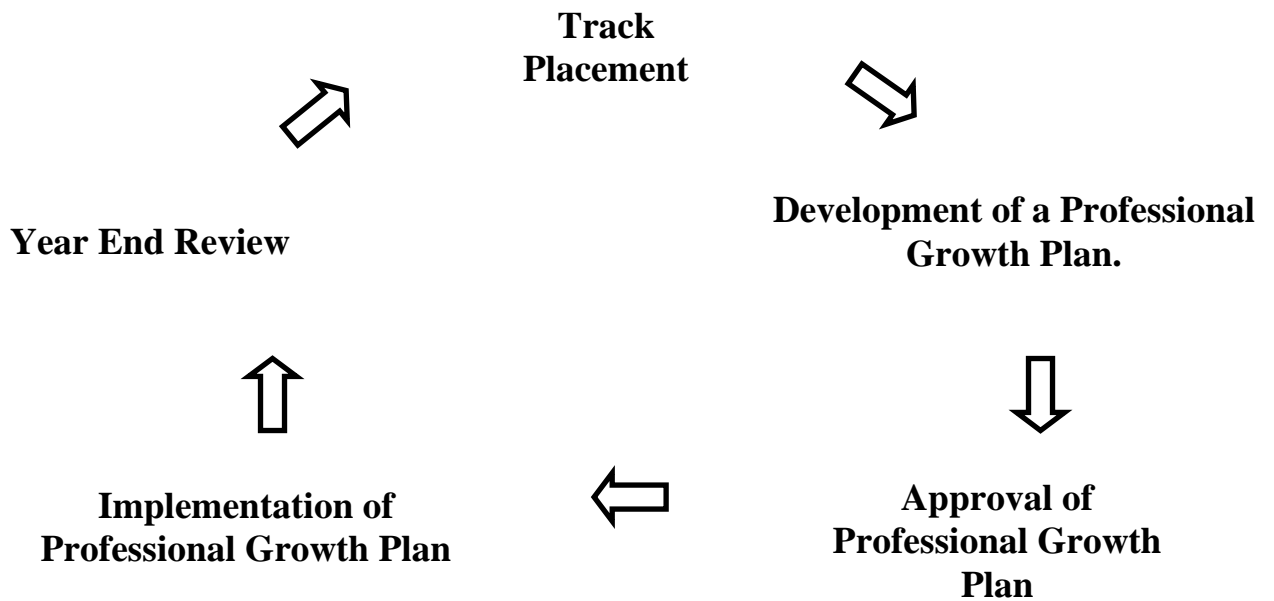 Track
Placement
Development of a Professional
Growth Plan.
Year End Review
Approval of
Professional Growth
Plan
Implementation of
Professional Growth Plan